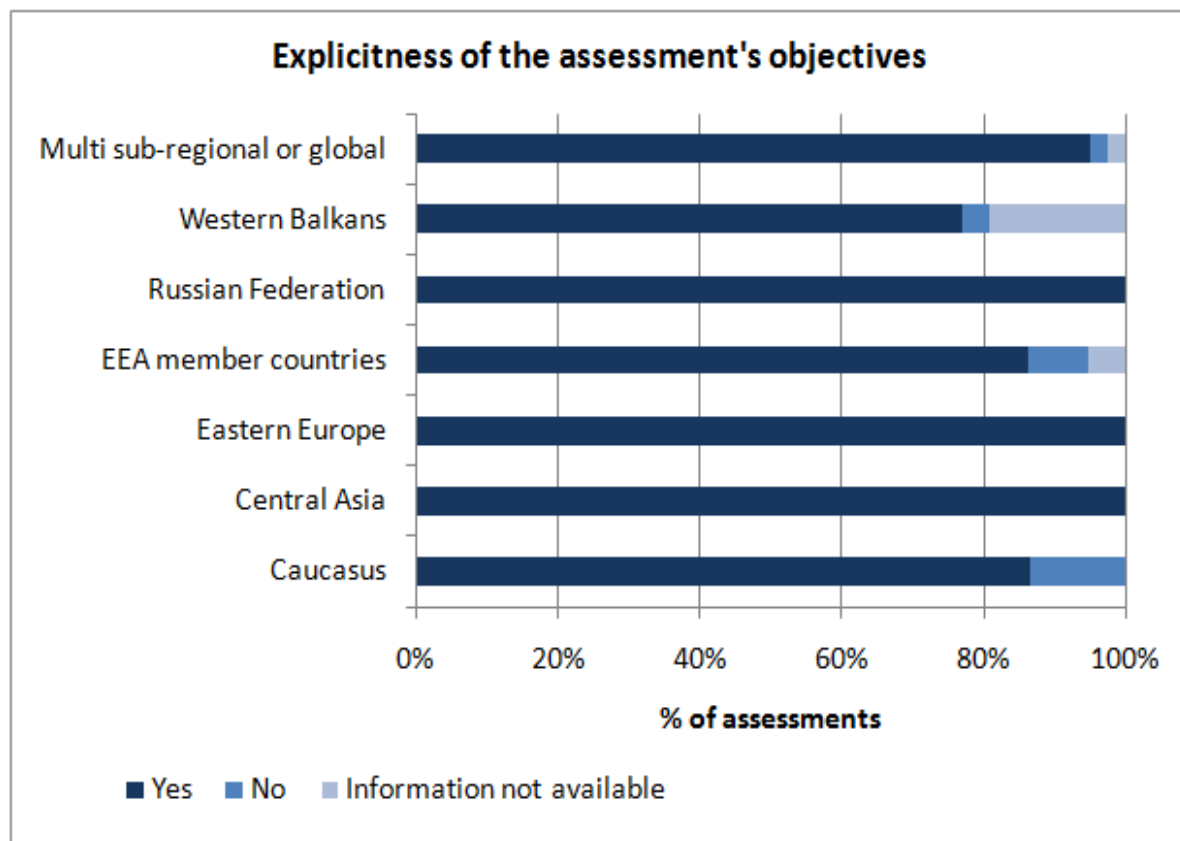 Explicitness of the assessment's objectives
Multi sub-regional or global
Western Balkans
Russian Federation
EEA member countries
Eastern Europe
Central Asia
Caucasus
0% 20% 40% 60% 80% 100%
% of assessments
Yes No Information not available